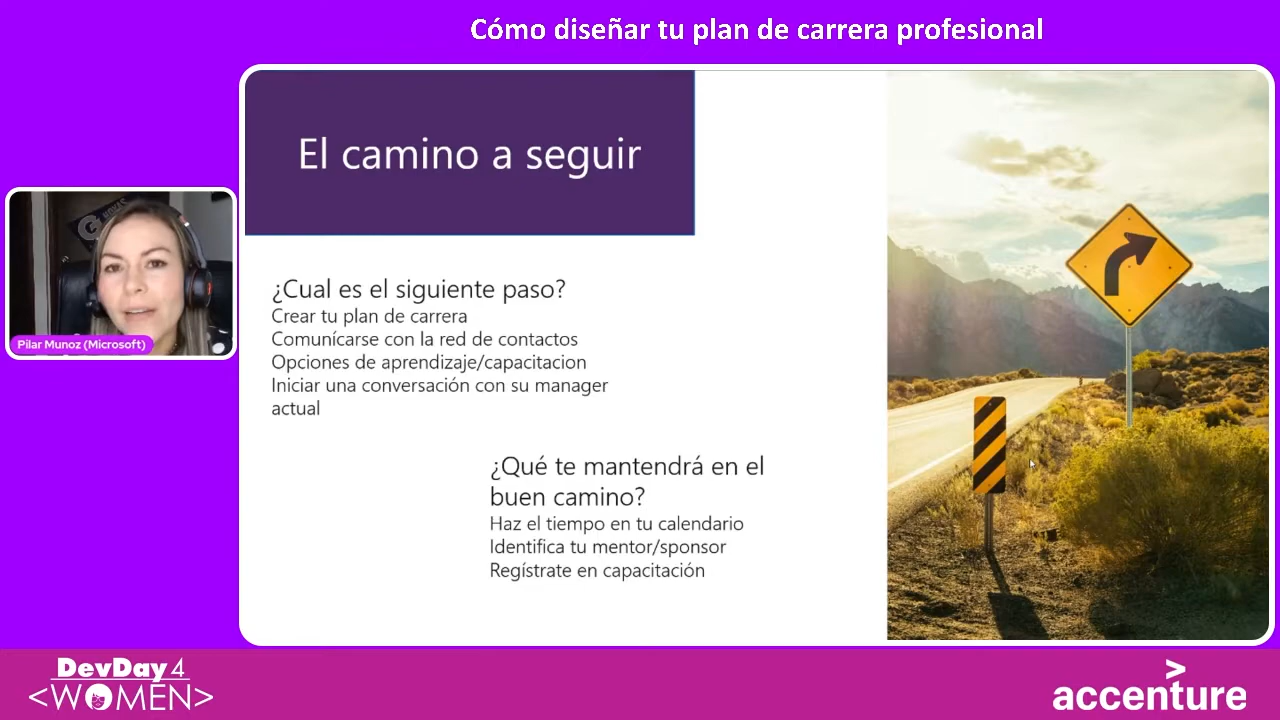 Cómo diseñar tu plan de carrera profesional
El camino a seguir
¿Cual es el siguiente paso?
Crear tu plan de carrera
Comunícarse con la red de contactos
Opciones de aprendizaje/capacitacion
Iniciar una conversación con su manager
actual
Pilar Munoz (Microsoft)
¿Qué te mantendrá en el
buen camino?
Haz el tiempo en tu calendario
Identifica tu mentor/sponsor
Regístrate en capacitación
DevDay 4
<WOMEN>
accenture